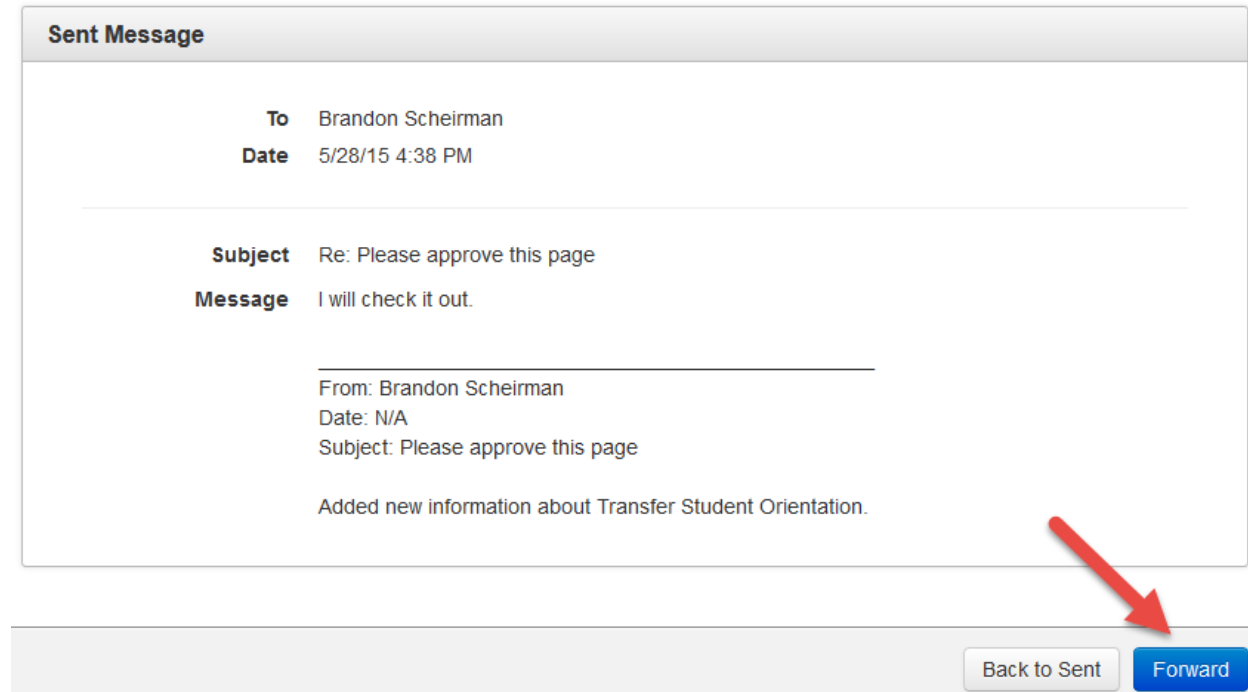 Sent Message
To Brandon Scheirman
Date 5/28/15 4:38 PM
Subject Re: Please approve this page
Message I will check it out.
From: Brandon Scheirman
Date: N/A
Subject: Please approve this page
Added new information about Transfer Student Orientation.
Back to Sent Forward